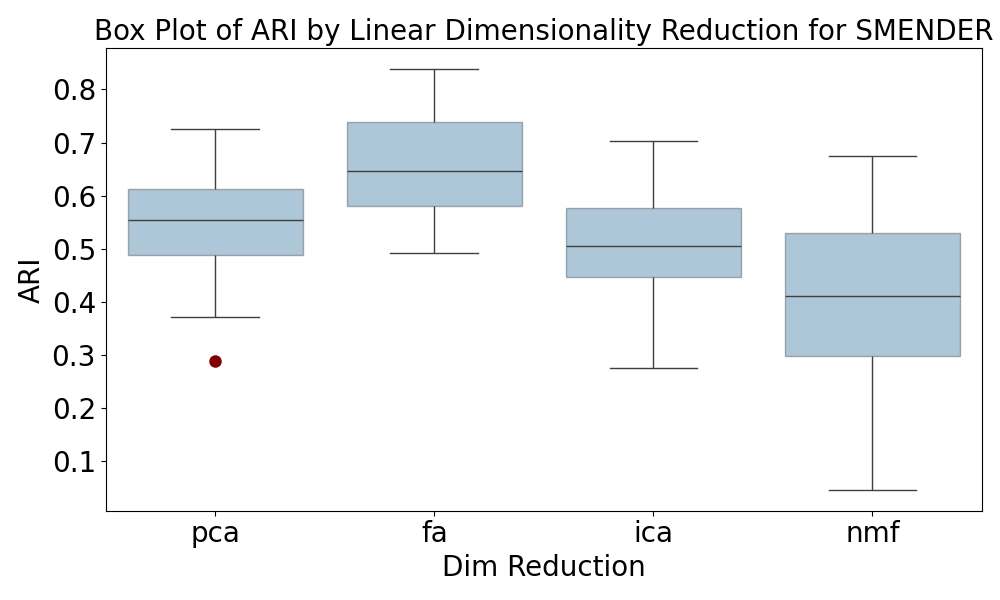 Box Plot of ARI by Linear Dimensionality Reduction for SMENDER
0.8
0.7
0.6
0.5
0.4
0.3
0.2
0.1
ARI
pca fa ica nmf
Dim Reduction